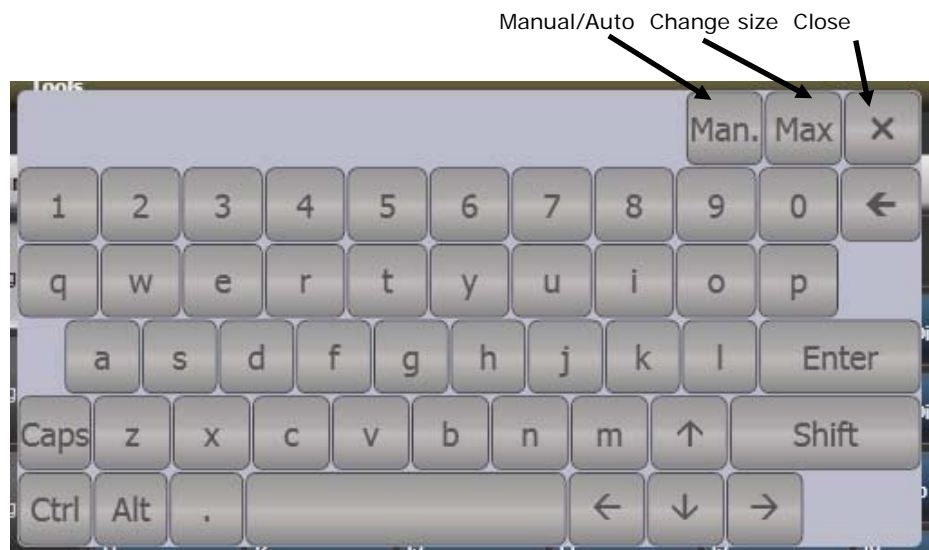 Manual/Auto Change size Close
Tools
Man. Max ×
1 2 3 4 5 6 7 8 9 0 ←
q w e r t y u i o p
a s d f g h j k l Enter
Caps z x c v b n m ↑ Shift
Ctrl Alt . ← ↓ →